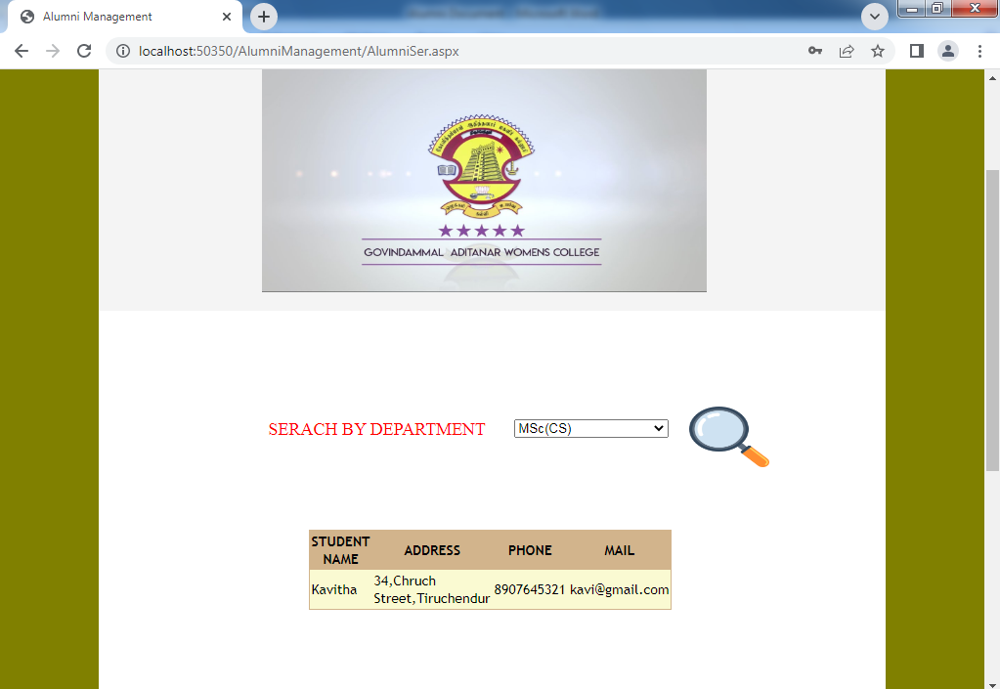 Alumni Management
localhost:50350/AlumniManagement/AlumniSer.aspx
GOVINDAMMAL ADITANAR WOMENS COLLEGE
SERACH BY DEPARTMENT
MSc(CS)
STUDENT NAME ADDRESS PHONE MAIL
Kavitha 34,Chruch Street,Tiruchendur 8907645321 kavi@gmail.com